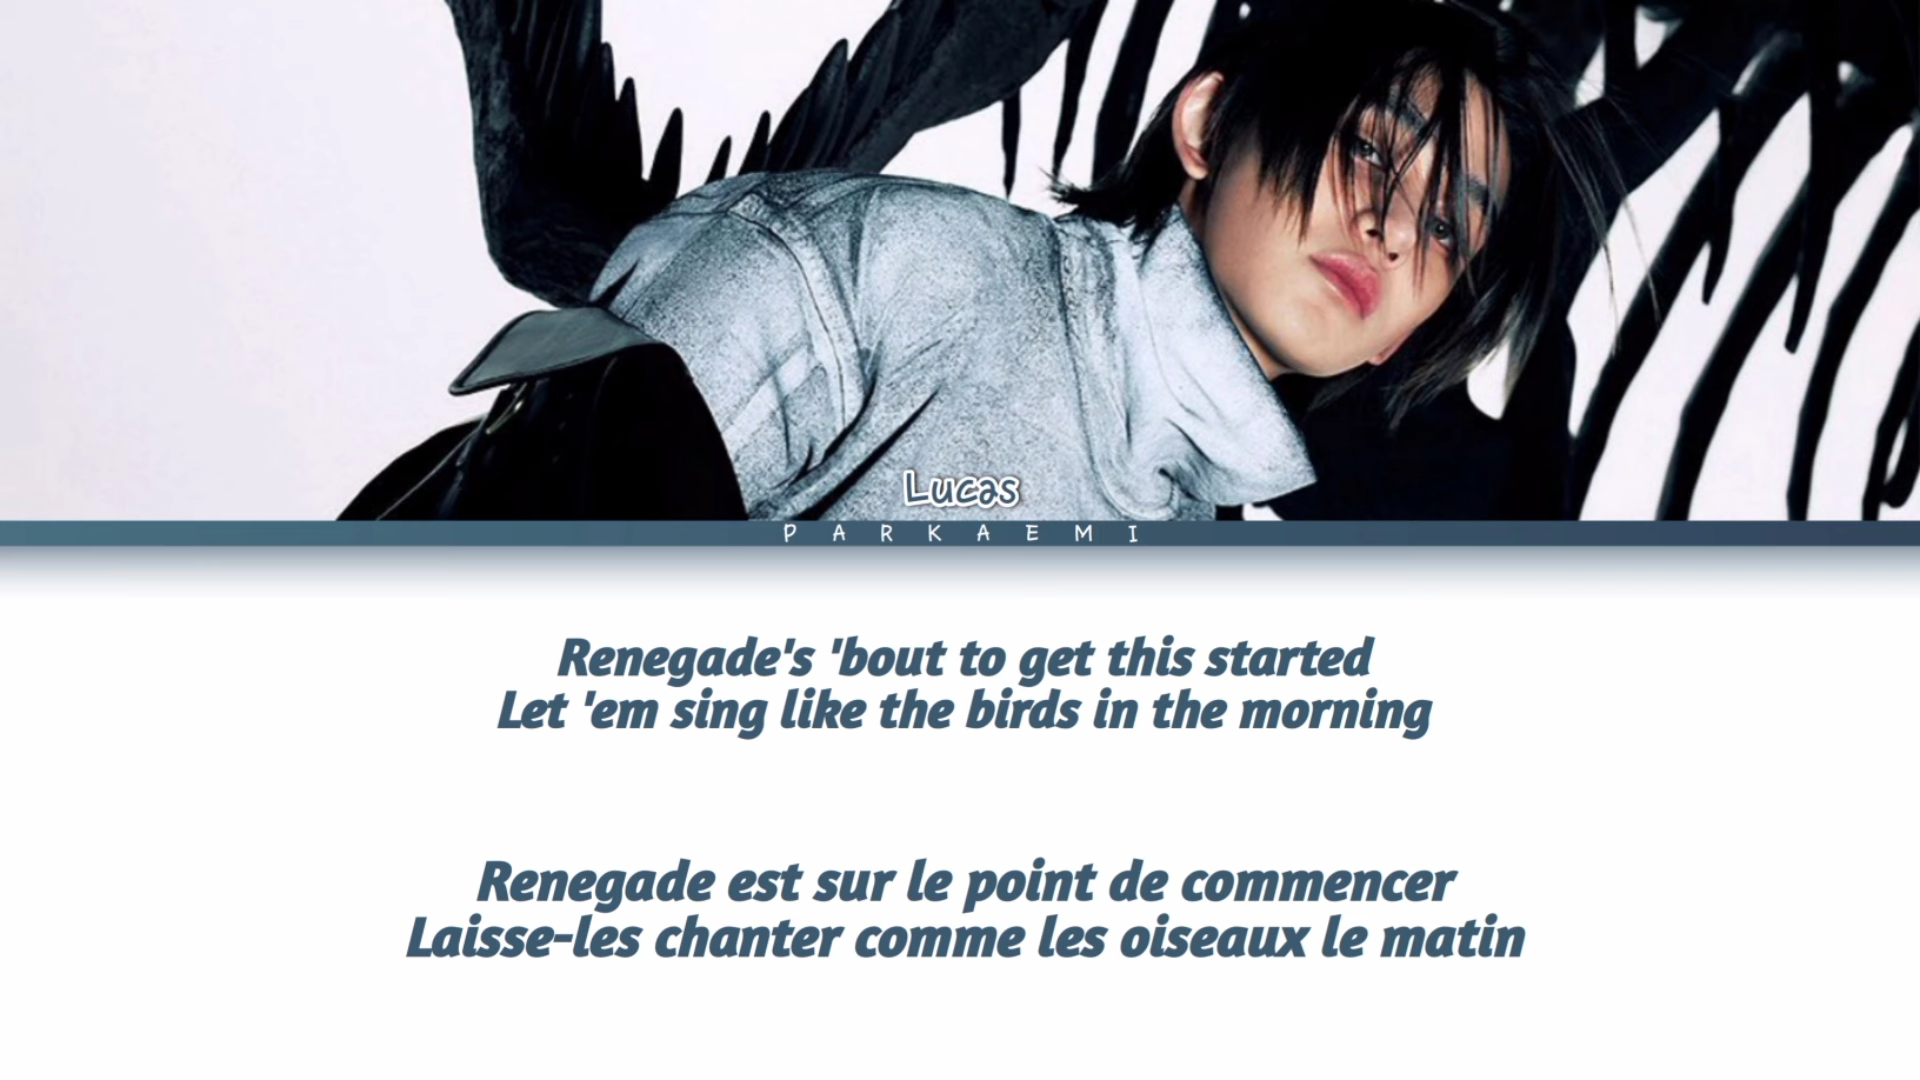 Lucas
PARKAEMI
Renegade's 'bout to get this started
Let 'em sing like the birds in the morning
Renegade est sur le point de commencer
Laisse-les chanter comme les oiseaux le matin